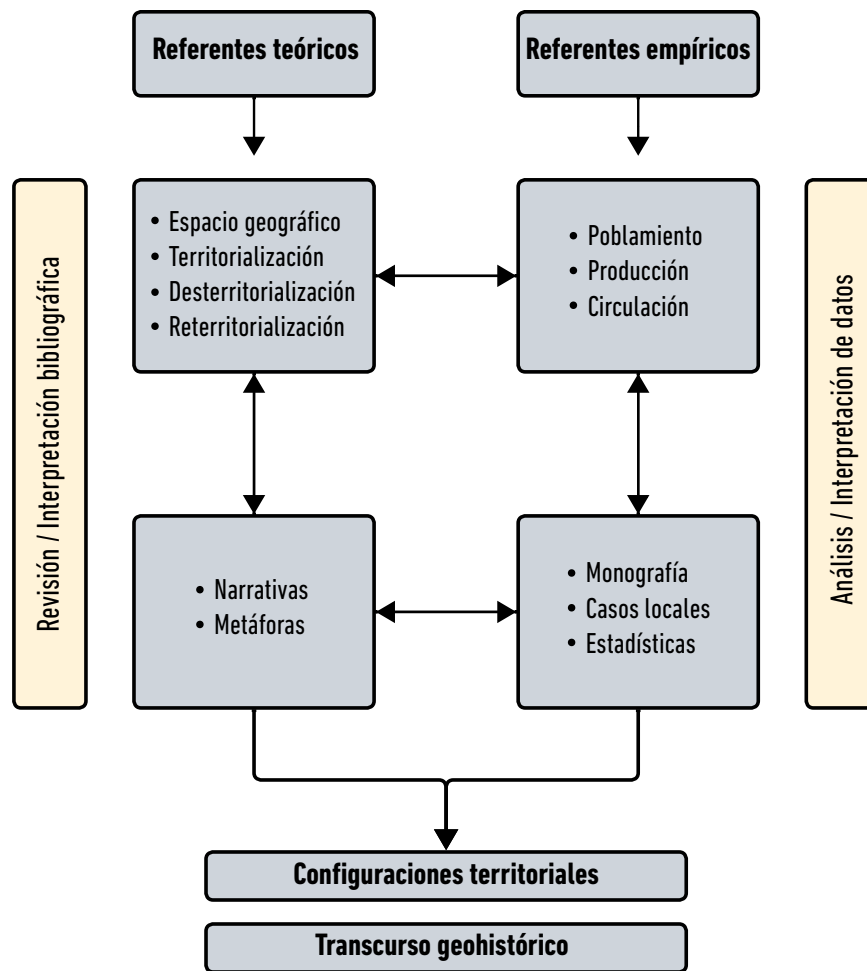 Referentes teóricos
Referentes empíricos
Revisión / Interpretación bibliográfica
• Espacio geográfico
• Territorialización
• Desterritorialización
• Reterritorialización
• Poblamiento
• Producción
• Circulación
Análisis / Interpretación de datos
• Narrativas
• Metáforas
• Monografía
• Casos locales
• Estadísticas
Configuraciones territoriales
Transcurso geohistórico